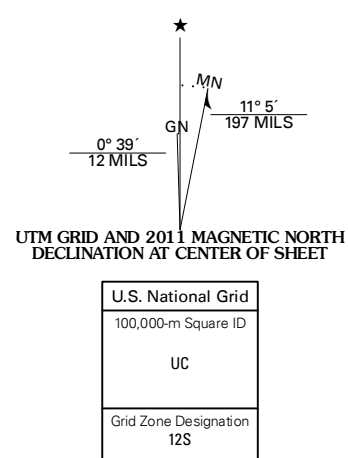 ★
MN
GN
11° 5´
197 MILS
0° 39´
12 MILS
UTM GRID AND 2011 MAGNETIC NORTH
DECLINATION AT CENTER OF SHEET
U.S. National Grid
100,000-m Square ID
UC
Grid Zone Designation
12S